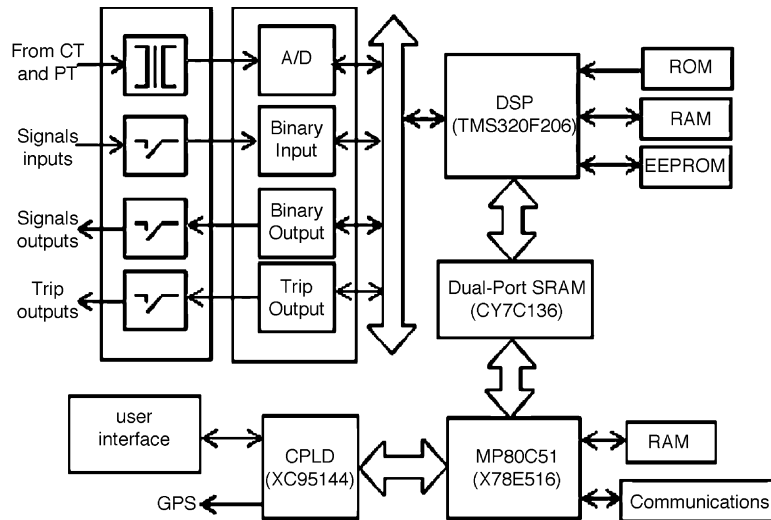 From CT
and PT
A/D
DSP
(TMS320F206)
ROM
RAM
EEPROM
Signals
inputs
Binary
Input
Signals
outputs
Binary
Output
Trip
outputs
Trip
Output
Dual-Port SRAM
(CY7C136)
user
interface
CPLD
(XC95144)
GPS
MP80C51
(X78E516)
RAM
Communications